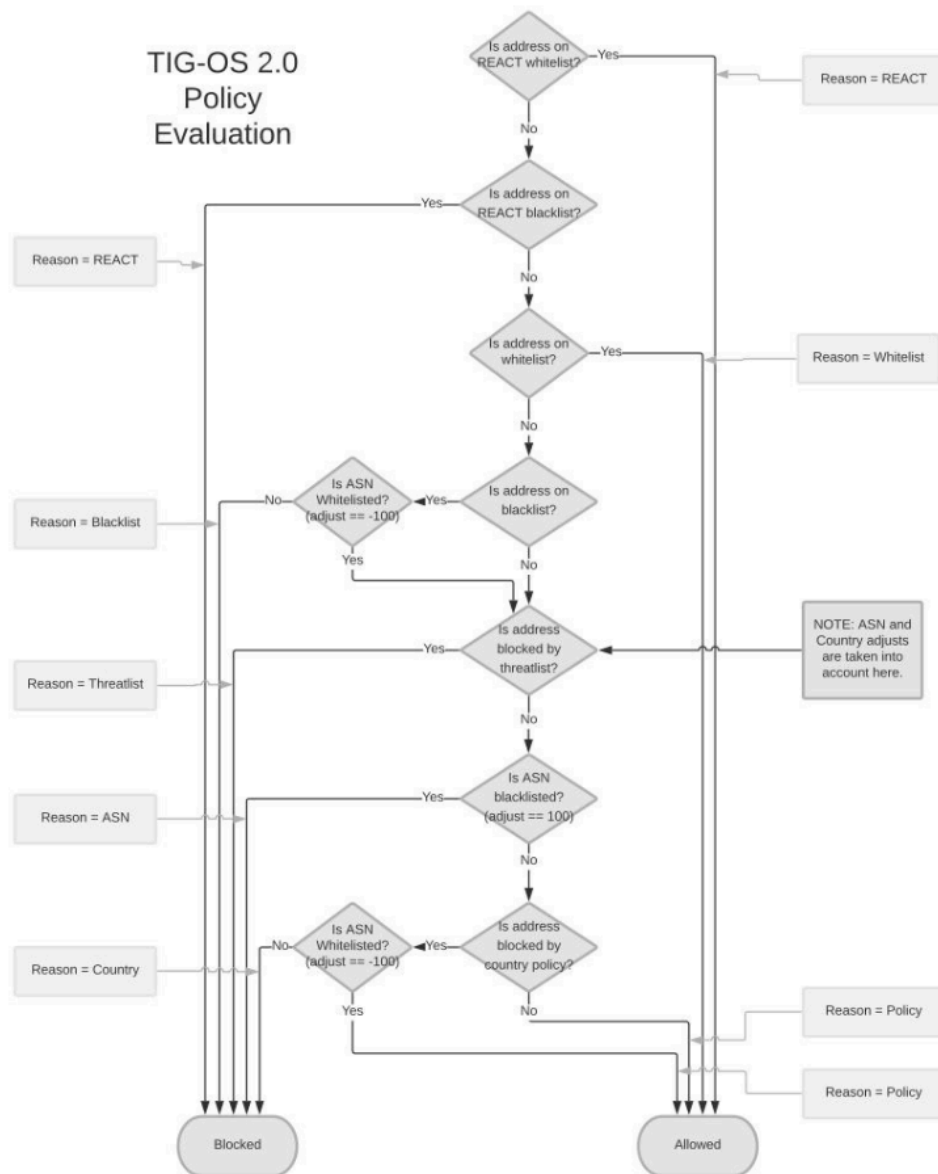 TIG-OS 2.0
Policy
Evaluation
Is address on
REACT whitelist?
Yes
Reason = REACT
No
Is address on
REACT blacklist?
Yes
Reason = REACT
No
Is address on
whitelist?
Yes
Reason = Whitelist
No
Is address on
blacklist?
Yes
Is ASN
Whitelisted?
(adjust == -100)
No
Reason = Blacklist
Yes
No
Is address
blocked by
threatlist?
Yes
NOTE: ASN and
Country adjusts
are taken into
account here.
Reason = Threatlist
No
Is ASN
blacklisted?
(adjust == 100)
Yes
Reason = ASN
No
Is address
blocked by
country policy?
Yes
Is ASN
Whitelisted?
(adjust == -100)
No
Reason = Country
Yes
No
Reason = Policy
Reason = Policy
Blocked
Allowed